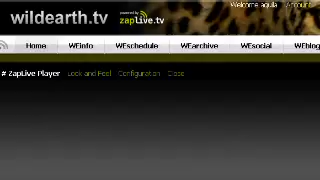 Welcome aquila Account
wildearth.tv
powered by
zaplive.tv
Home WEinfo WEschedule WEarchive WEsocial WEblog
# ZapLive Player Look and Feel Configuration Close